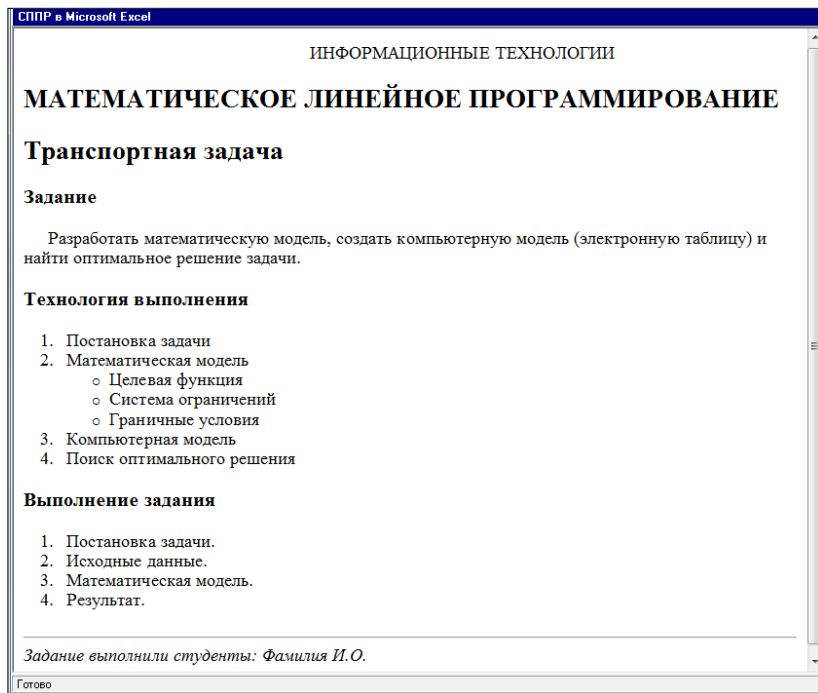 СППР в Microsoft Excel
ИНФОРМАЦИОННЫЕ ТЕХНОЛОГИИ
МАТЕМАТИЧЕСКОЕ ЛИНЕЙНОЕ ПРОГРАММИРОВАНИЕ
Транспортная задача
Задание
Разработать математическую модель, создать компьютерную модель (электронную таблицу) и
найти оптимальное решение задачи.
Технология выполнения
1. Постановка задачи
2. Математическая модель
○ Целевая функция
○ Система ограничений
○ Граничные условия
3. Компьютерная модель
4. Поиск оптимального решения
Выполнение задания
1. Постановка задачи.
2. Исходные данные.
3. Математическая модель.
4. Результат.
Задание выполнили студенты: Фамилия И.О.
Готово